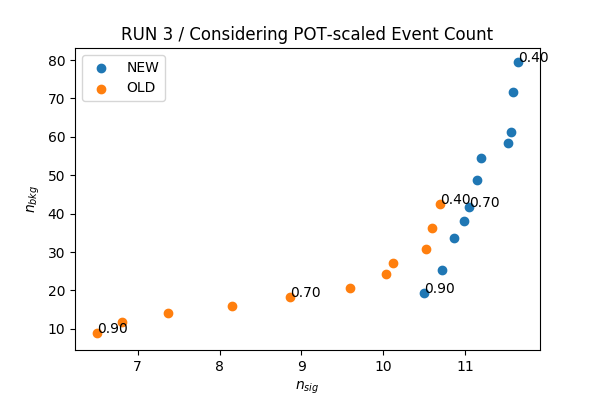 RUN 3 / Considering POT-scaled Event Count
NEW
OLD
0.40
0.40
0.70
0.90
0.70
0.90
80
70
60
50
40
30
20
10
n_bkg
7 8 9 10 11
n_sig